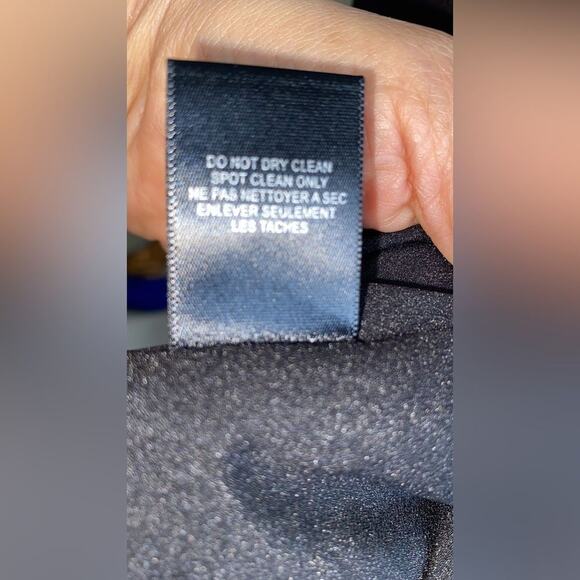 DO NOT DRY CLEAN
SPOT CLEAN ONLY
NE PAS NETTOYER A SEC
ENLEVER SEULEMENT
LES TACHES